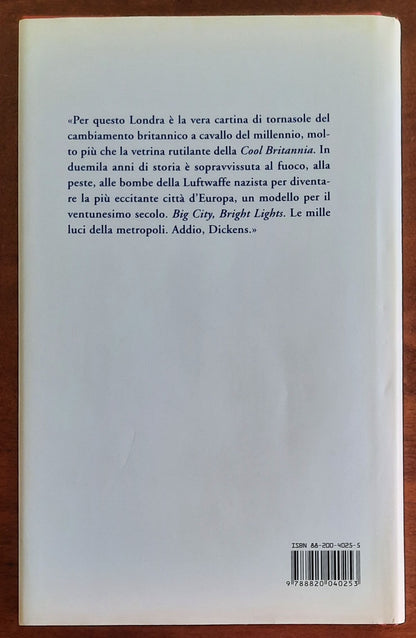 «Per questo Londra è la vera cartina di tornasole del
cambiamento britannico a cavallo del millennio, mol-
to più che la vetrina rutilante della Cool Britannia. In
duemila anni di storia è sopravvissuta al fuoco, alla
peste, alle bombe della Luftwaffe nazista per diventa-
re la più eccitante città d'Europa, un modello per il
ventunesimo secolo. Big City, Bright Lights. Le mille
luci della metropoli. Addio, Dickens.»
ISBN 88-200-4025-5
9 788820 040253